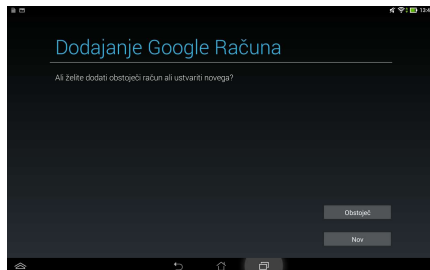 Dodajanje Google Računa
Ali želite dodati obstoječi račun ali ustvariti novega?
Obstoječ
Nov